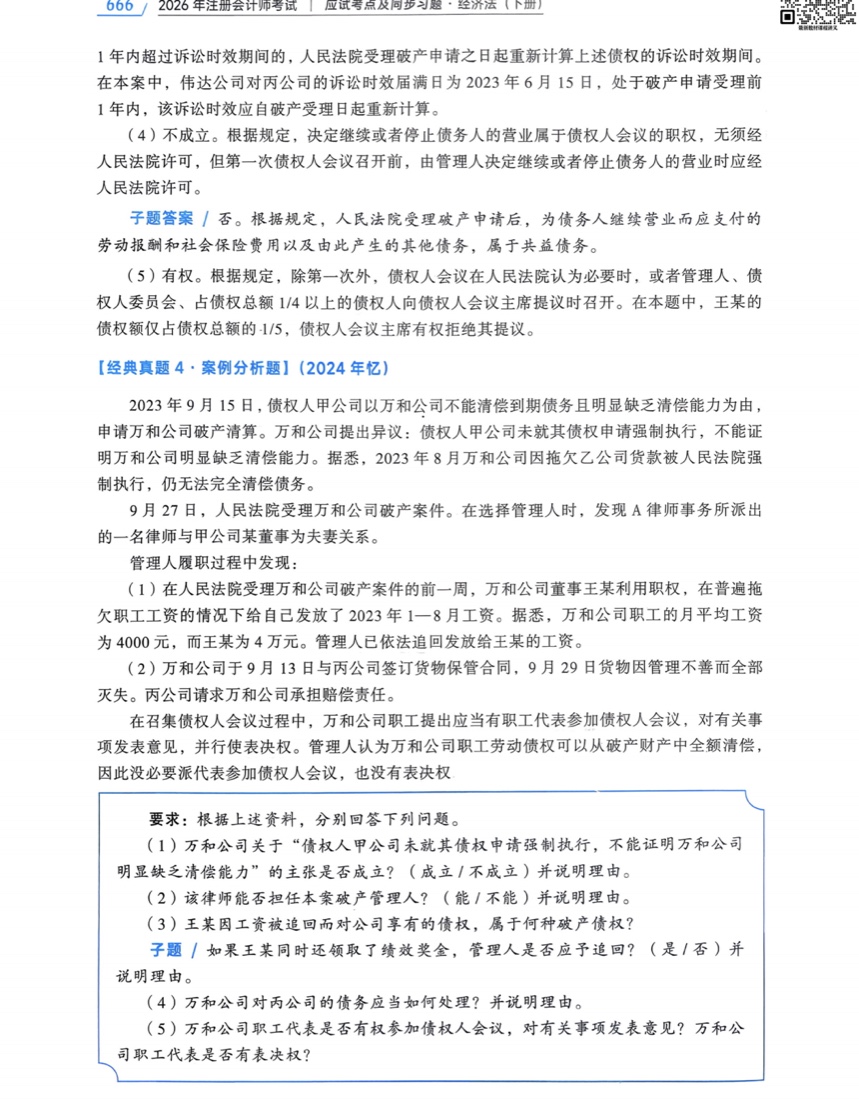 666 2026 年注册会计师考试 | 应试考点及同步习题·经济法（下册）
1 年内超过诉讼时效期间的，人民法院受理破产申请之日起重新计算上述债权的诉讼时效期间。
在本案中，伟达公司对丙公司的诉讼时效届满日为 2023 年 6 月 15 日，处于破产申请受理前
1 年内，该诉讼时效应自破产受理日起重新计算。
（4）不成立。根据规定，决定继续或者停止债务人的营业属于债权人会议的职权，无须经
人民法院许可，但第一次债权人会议召开前，由管理人决定继续或者停止债务人的营业时应经
人民法院许可。
子题答案 / 否。根据规定，人民法院受理破产申请后，为债务人继续营业而应支付的
劳动报酬和社会保险费用以及由此产生的其他债务，属于共益债务。
（5）有权。根据规定，除第一次外，债权人会议在人民法院认为必要时，或者管理人、债
权人委员会、占债权总额 1/4 以上的债权人向债权人会议主席提议时召开。在本题中，王某的
债权额仅占债权总额的 1/5，债权人会议主席有权拒绝其提议。
【经典真题 4·案例分析题】（2024 年忆）
2023 年 9 月 15 日，债权人甲公司以万和公司不能清偿到期债务且明显缺乏清偿能力为由，
申请万和公司破产清算。万和公司提出异议：债权人甲公司未就其债权申请强制执行，不能证
明万和公司明显缺乏清偿能力。据悉，2023 年 8 月万和公司因拖欠乙公司货款被人民法院强
制执行，仍无法完全清偿债务。
9 月 27 日，人民法院受理万和公司破产案件。在选择管理人时，发现 A 律师事务所派出
的一名律师与甲公司某董事为夫妻关系。
管理人履职过程中发现：
（1）在人民法院受理万和公司破产案件的前一周，万和公司董事王某利用职权，在普遍拖
欠职工工资的情况下给自己发放了 2023 年 1—8 月工资。据悉，万和公司职工的月平均工资
为 4000 元，而王某为 4 万元。管理人已依法追回发放给王某的工资。
（2）万和公司于 9 月 13 日与丙公司签订货物保管合同，9 月 29 日货物因管理不善而全部
灭失。丙公司请求万和公司承担赔偿责任。
在召集债权人会议过程中，万和公司职工提出应当有职工代表参加债权人会议，对有关事
项发表意见，并行使表决权。管理人认为万和公司职工劳动债权可以从破产财产中全额清偿，
因此没必要派代表参加债权人会议，也没有表决权
要求：根据上述资料，分别回答下列问题。
（1）万和公司关于“债权人甲公司未就其债权申请强制执行，不能证明万和公司
明显缺乏清偿能力”的主张是否成立？（成立 / 不成立）并说明理由。
（2）该律师能否担任本案破产管理人？（能 / 不能）并说明理由。
（3）王某因工资被追回而对公司享有的债权，属于何种破产债权？
子题 / 如果王某同时还领取了绩效奖金，管理人是否应予追回？（是 / 否）并
说明理由。
（4）万和公司对丙公司的债务应当如何处理？并说明理由。
（5）万和公司职工代表是否有权参加债权人会议，对有关事项发表意见？万和公
司职工代表是否有表决权？